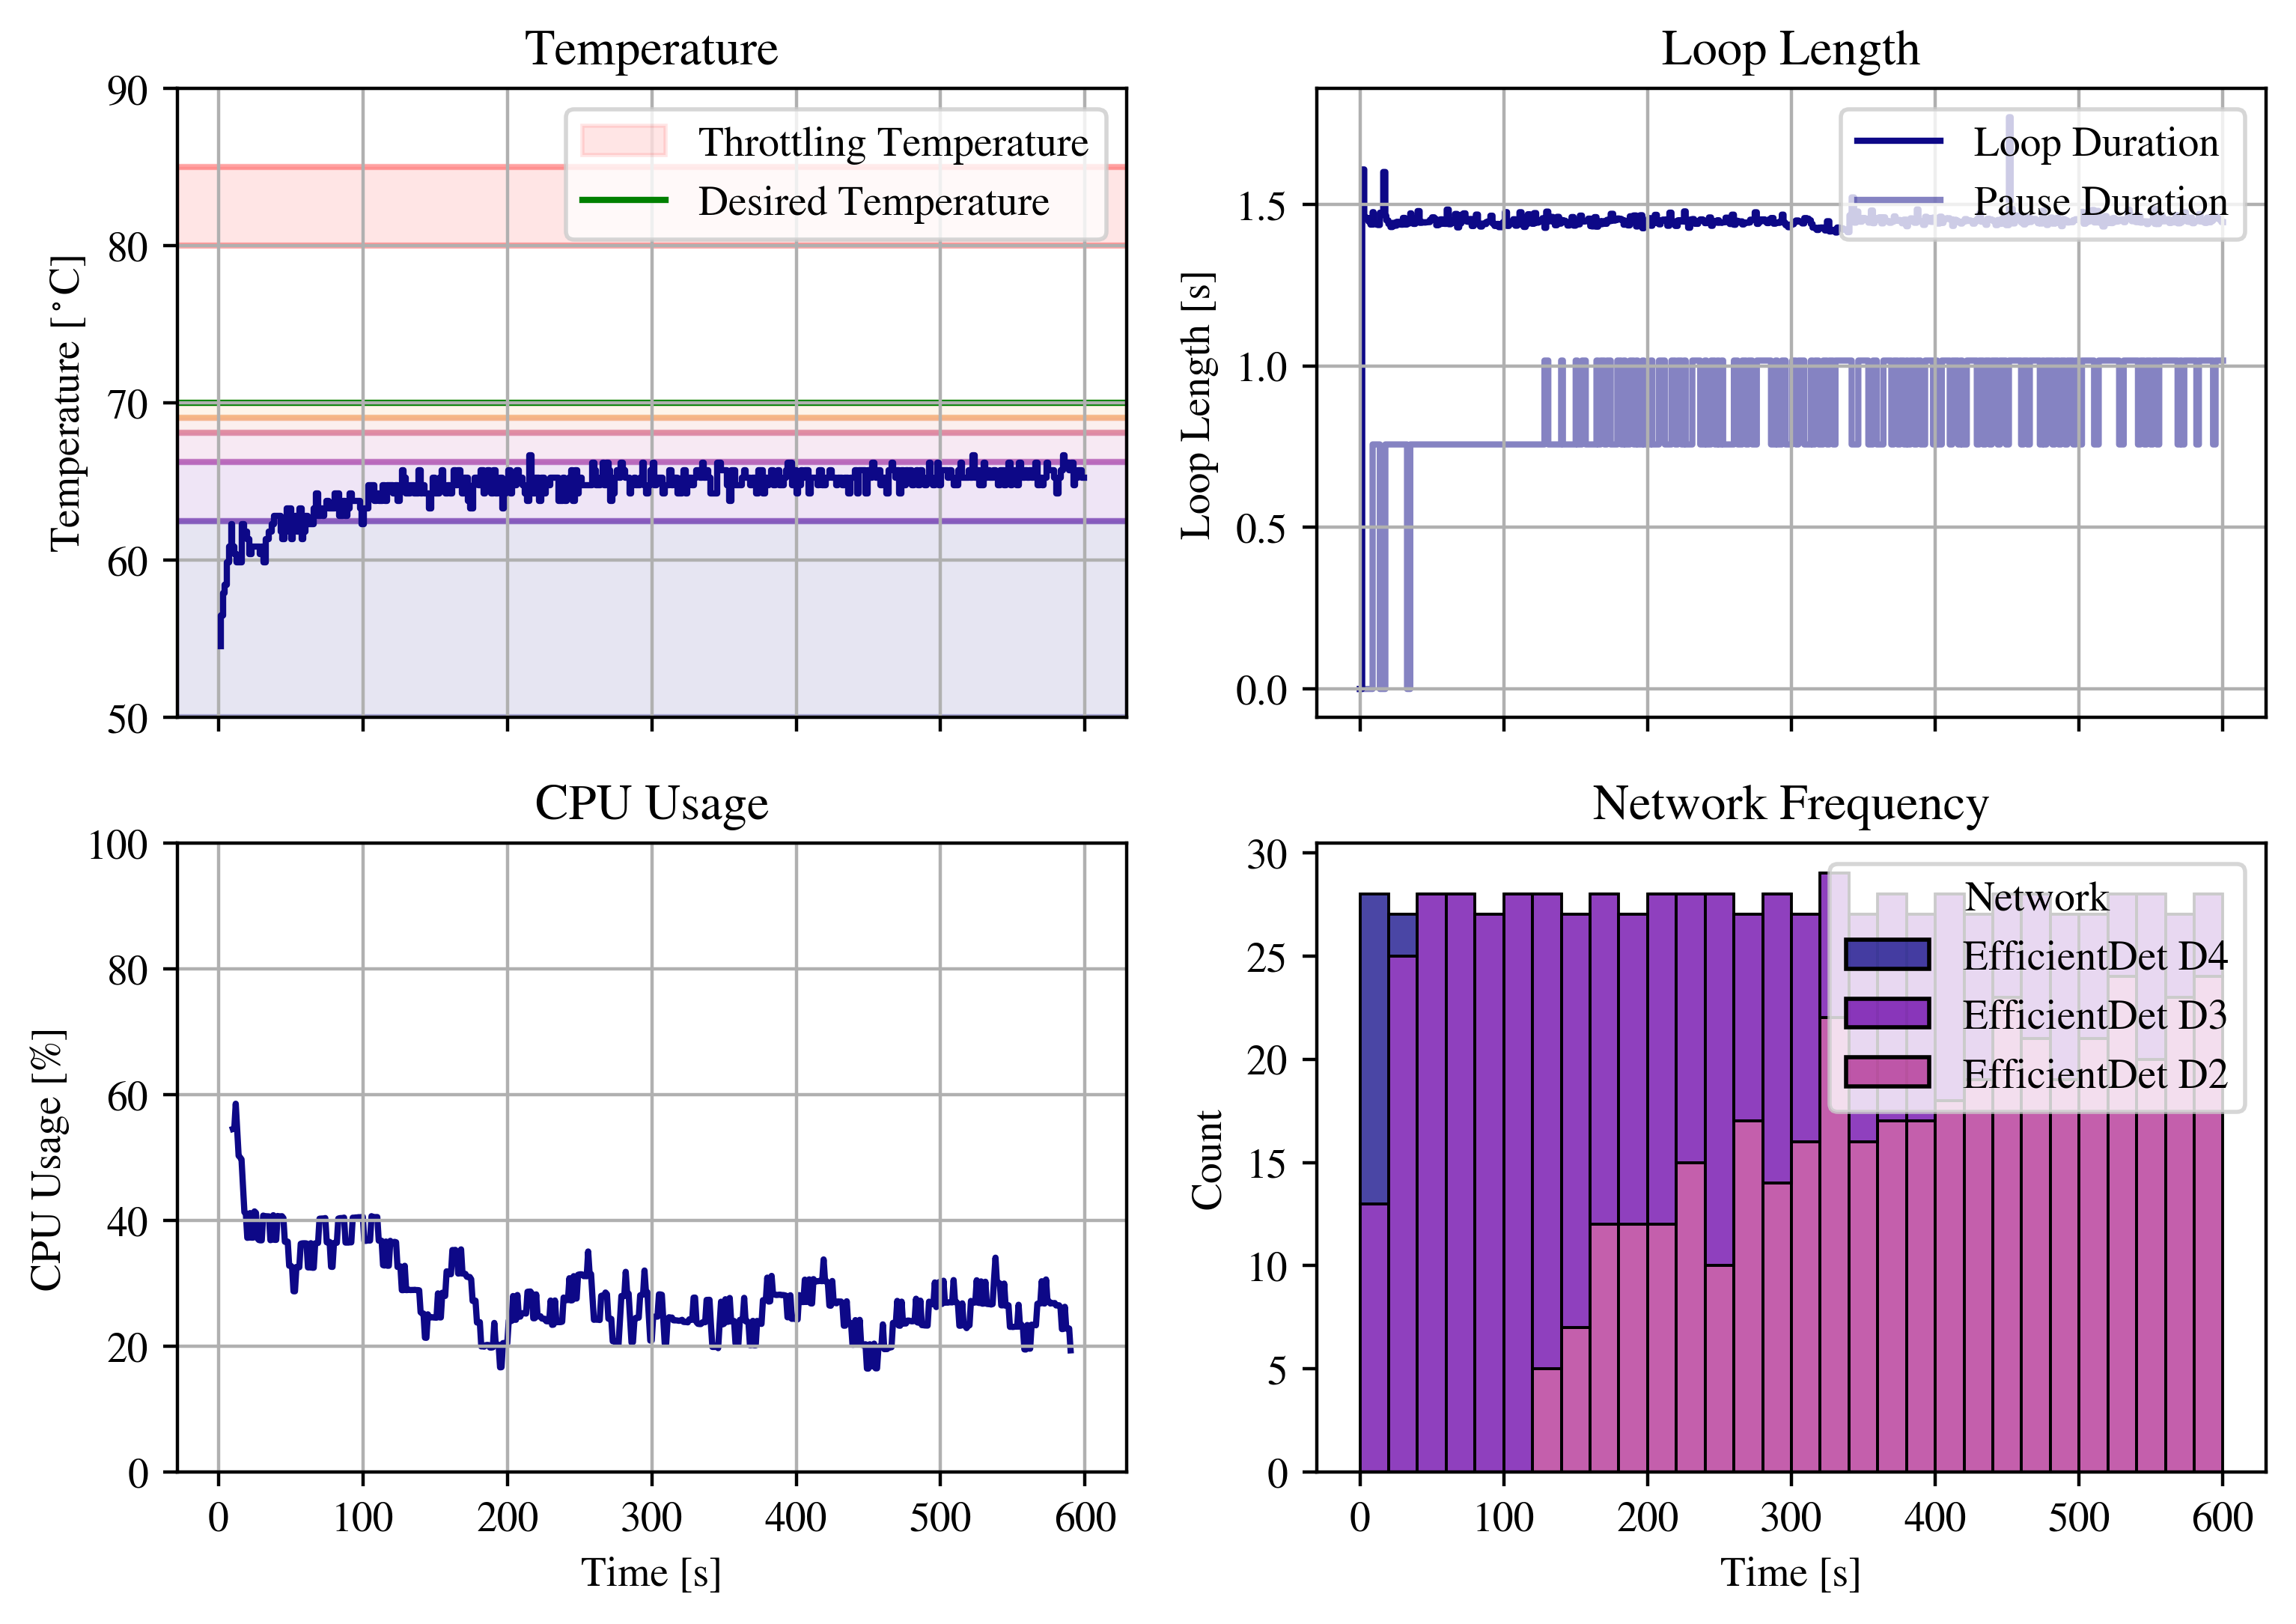 Temperature
90
80
70
60
50
Temperature [°C]
Throttling Temperature
Desired Temperature
Loop Length
1.5
1.0
0.5
0.0
Loop Length [s]
Loop Duration
Pause Duration
CPU Usage
100
80
60
40
20
0
CPU Usage [%]
0 100 200 300 400 500 600
Time [s]
Network Frequency
30
25
20
15
10
5
0
Count
Network
EfficientDet D4
EfficientDet D3
EfficientDet D2
0 100 200 300 400 500 600
Time [s]